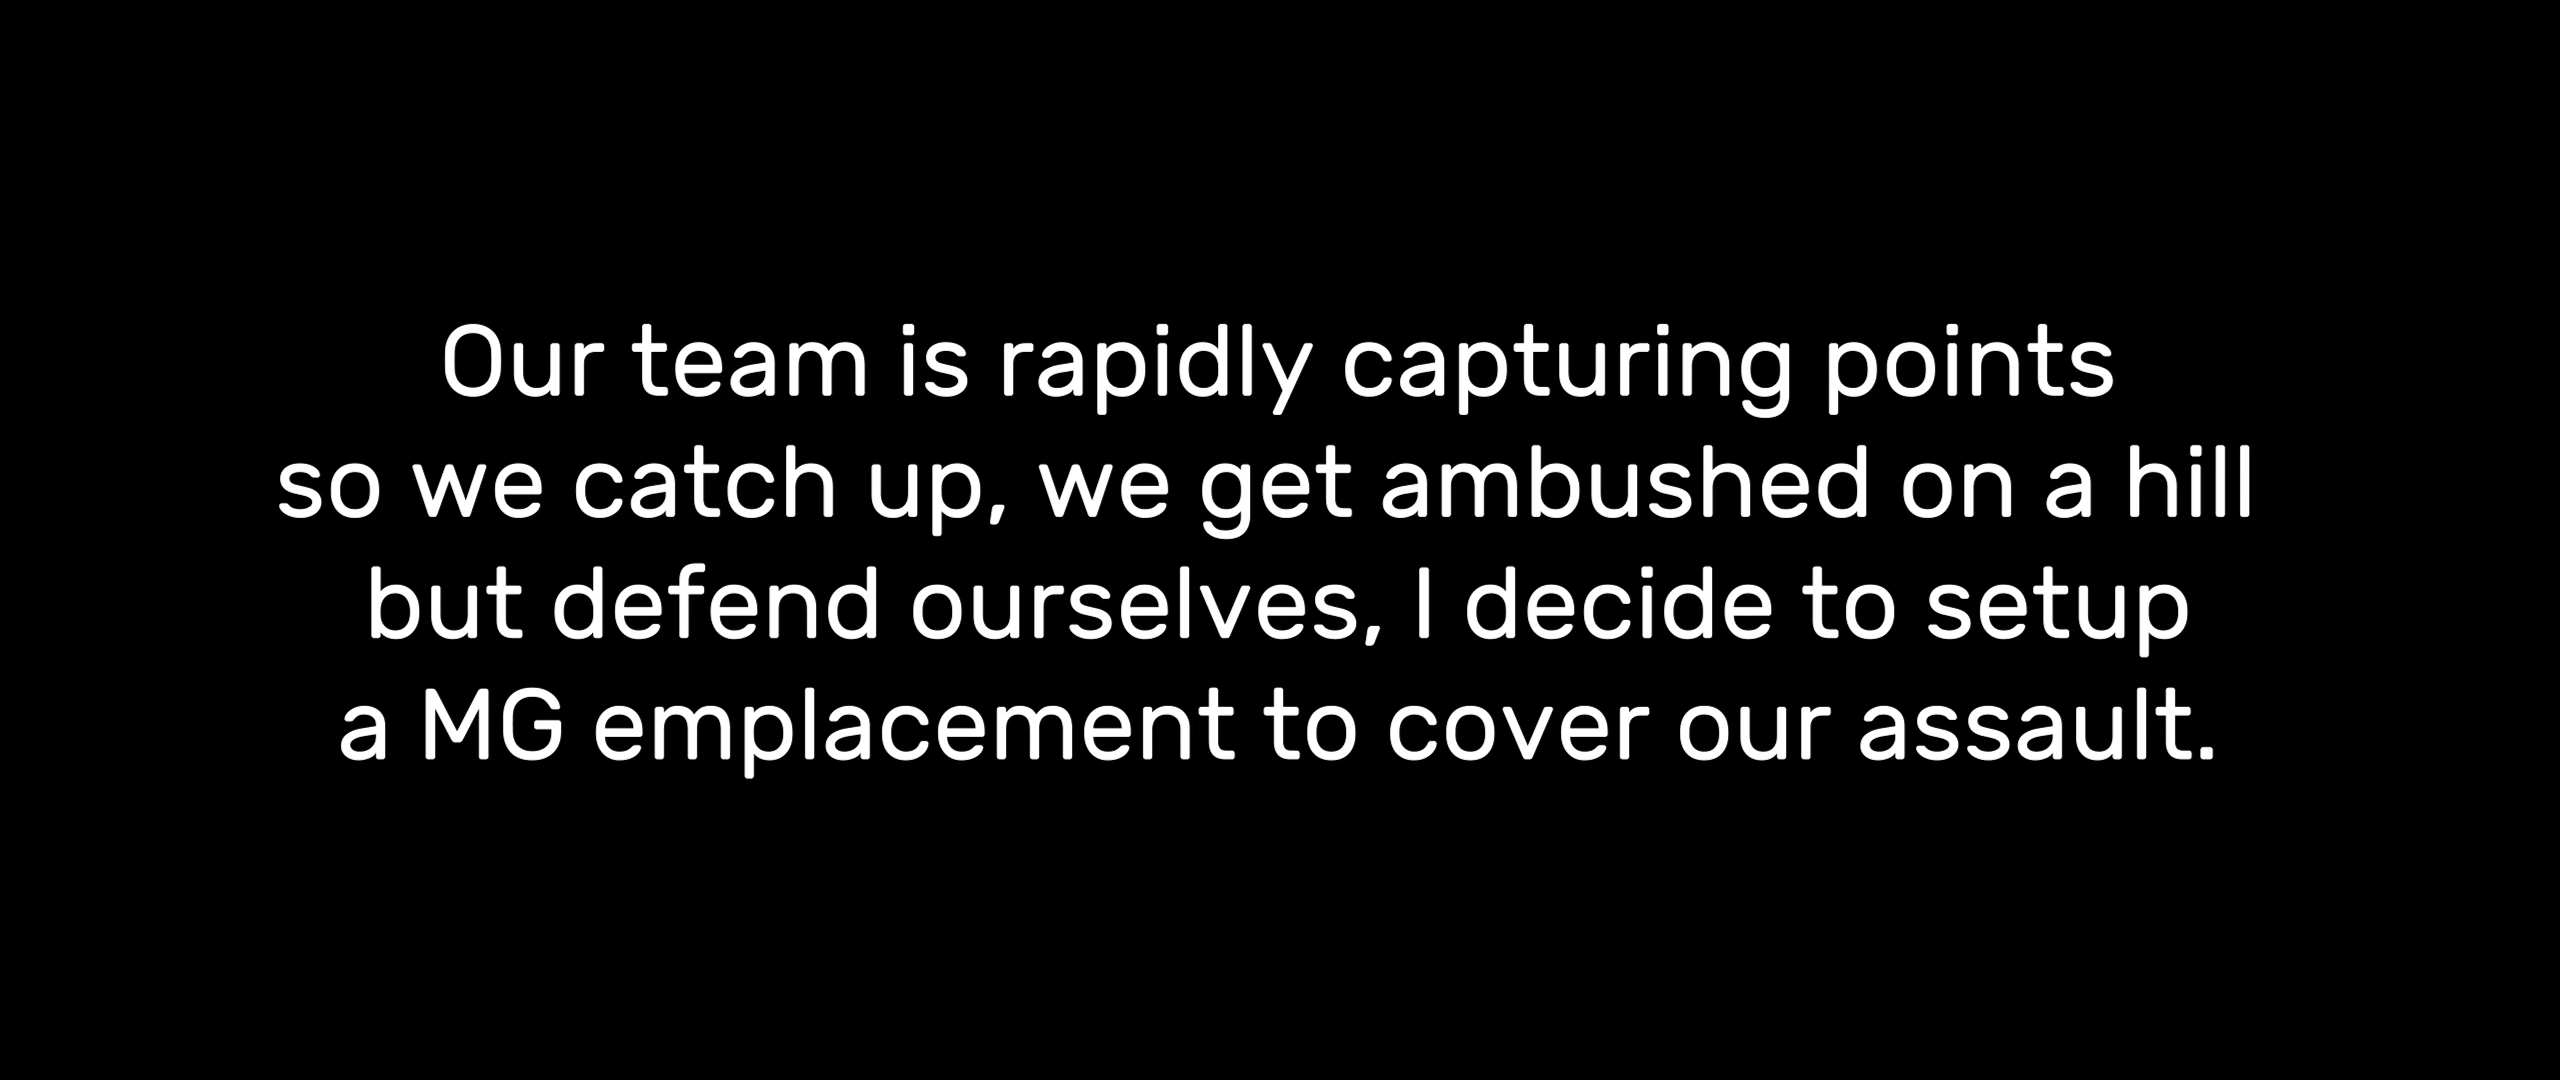 Our team is rapidly capturing points
so we catch up, we get ambushed on a hill
but defend ourselves, I decide to setup
a MG emplacement to cover our assault.